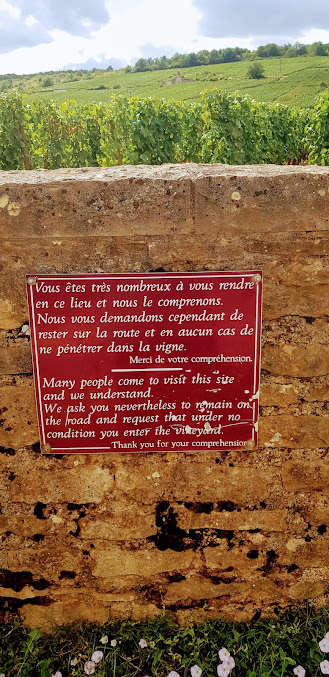 Vous êtes très nombreux à vous rendre
en ce lieu et nous le comprenons.
Nous vous demandons cependant de
rester sur la route et en aucun cas de
ne pénétrer dans la vigne.
Merci de votre compréhension.
Many people come to visit this site
and we understand.
We ask you nevertheless to remain on
the road and request that under no
condition you enter the vineyard.
Thank you for your comprehension